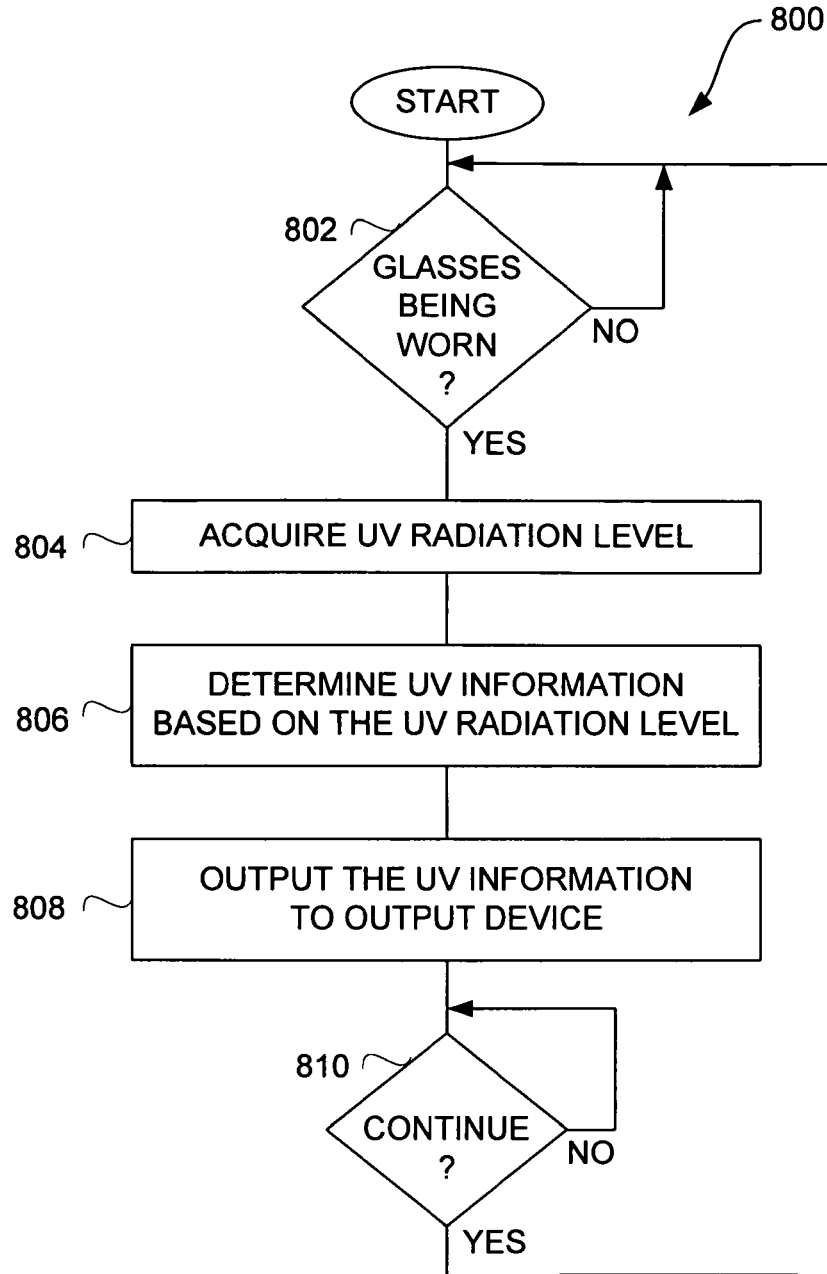 800
START
802
GLASSES
BEING
WORN
?
NO
YES
804
ACQUIRE UV RADIATION LEVEL
806
DETERMINE UV INFORMATION
BASED ON THE UV RADIATION LEVEL
808
OUTPUT THE UV INFORMATION
TO OUTPUT DEVICE
810
CONTINUE
?
NO
YES